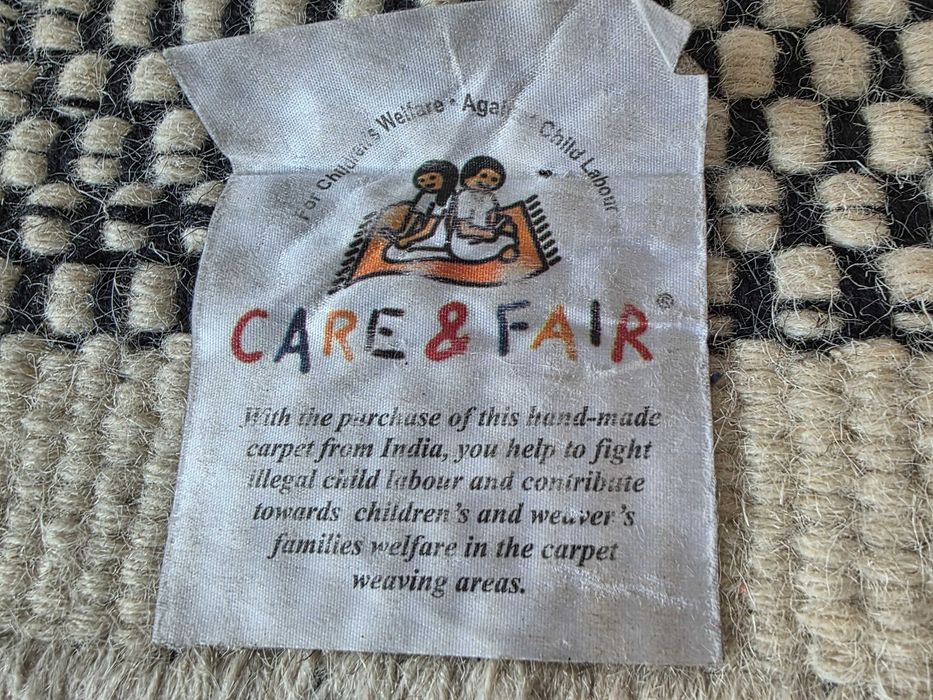 For Children's Welfare · Against Child Labour
CARE & FAIR®
With the purchase of this hand-made
carpet from India, you help to fight
illegal child labour and contribute
towards children's and weaver's
families welfare in the carpet
weaving areas.